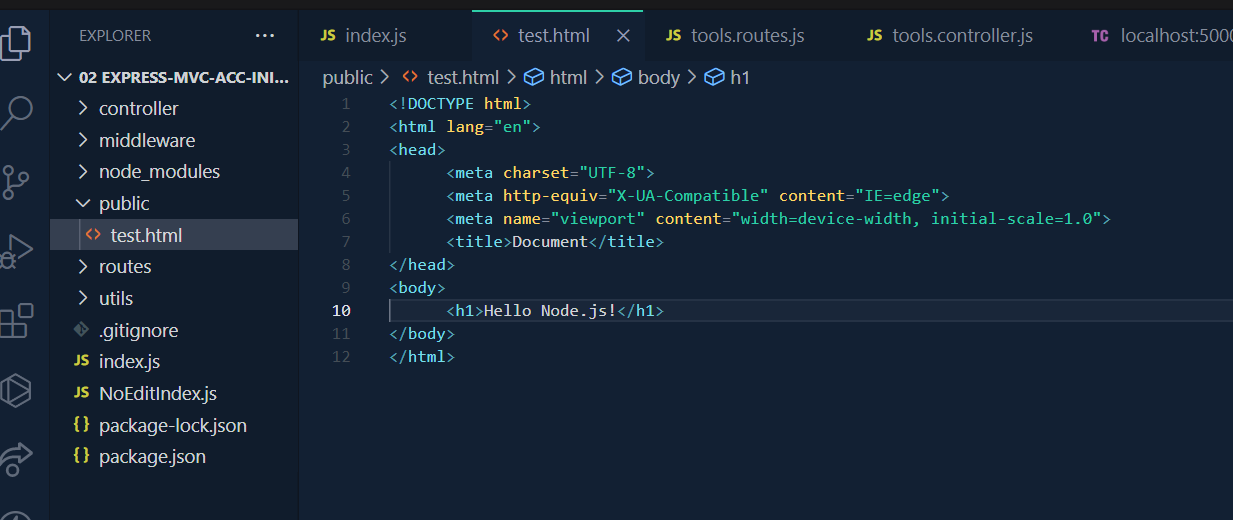 EXPLORER
02 EXPRESS-MVC-ACC-INI...
controller
middleware
node_modules
public
test.html
routes
utils
.gitignore
JS index.js
JS NoEditIndex.js
{} package-lock.json
{} package.json
JS index.js
<> test.html
JS tools.routes.js
JS tools.controller.js
TC localhost:5000
public > <> test.html > html > body > h1
1 <!DOCTYPE html>
2 <html lang="en">
3 <head>
4 <meta charset="UTF-8">
5 <meta http-equiv="X-UA-Compatible" content="IE=edge">
6 <meta name="viewport" content="width=device-width, initial-scale=1.0">
7 <title>Document</title>
8 </head>
9 <body>
10 <h1>Hello Node.js!</h1>
11 </body>
12 </html>